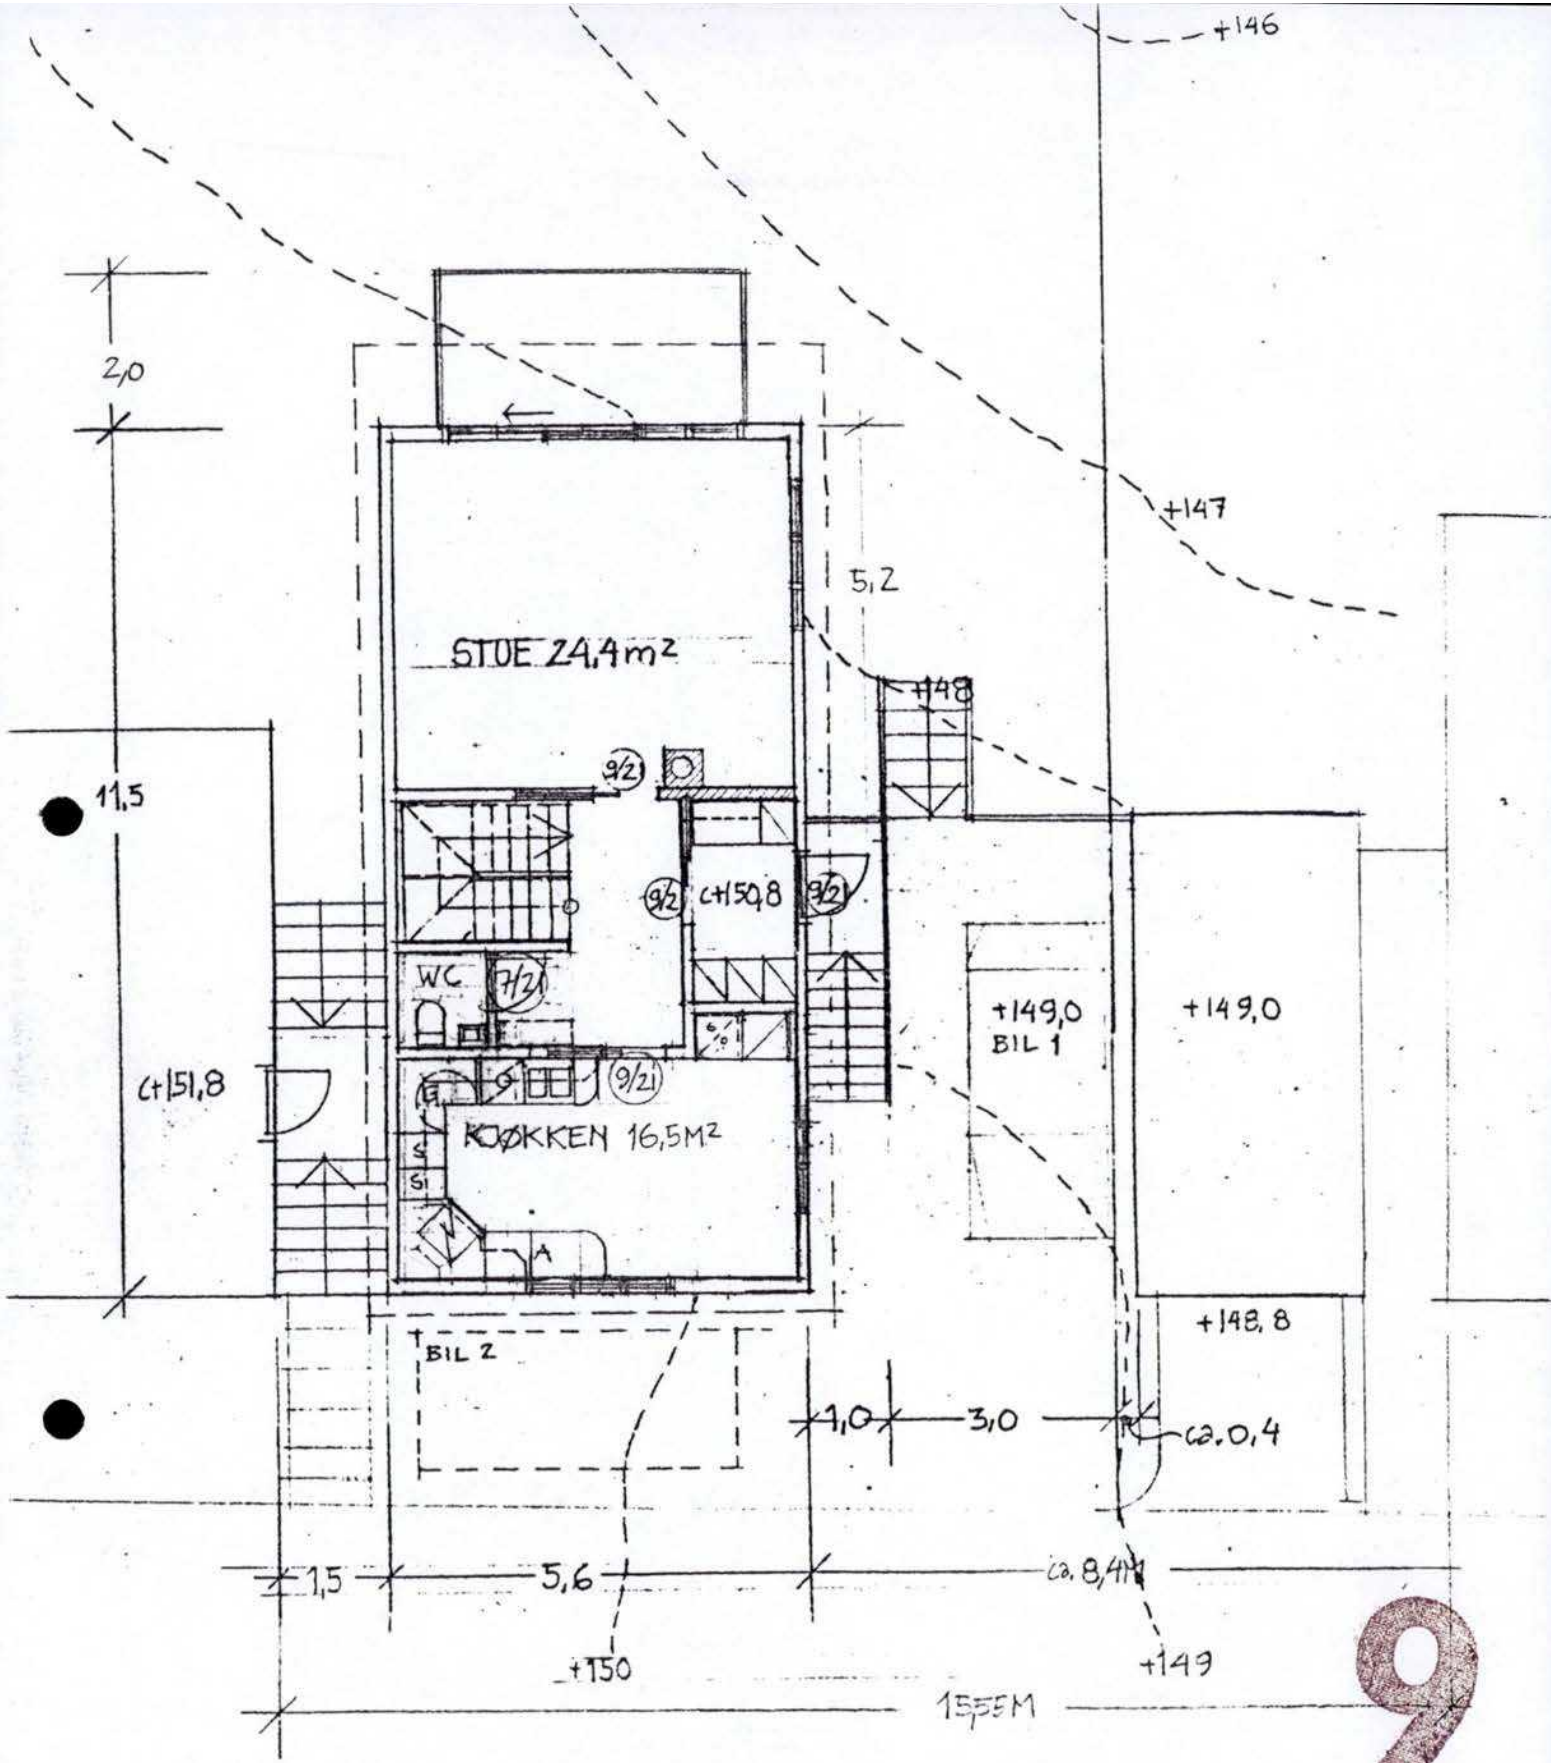 +146
2,0
+147
5,2
STUE 24,4m²
+148
9/21
11,5
9/2
c+150,8
9/21
WC
7/21
+149,0
BIL 1
+149,0
c+151,8
9/21
KJØKKEN 16,5M²
S
SI
A
+148,8
BIL 2
1,0
3,0
ca. 0,4
1,5
5,6
ca. 8,4M
+150
+149
15,55M
9